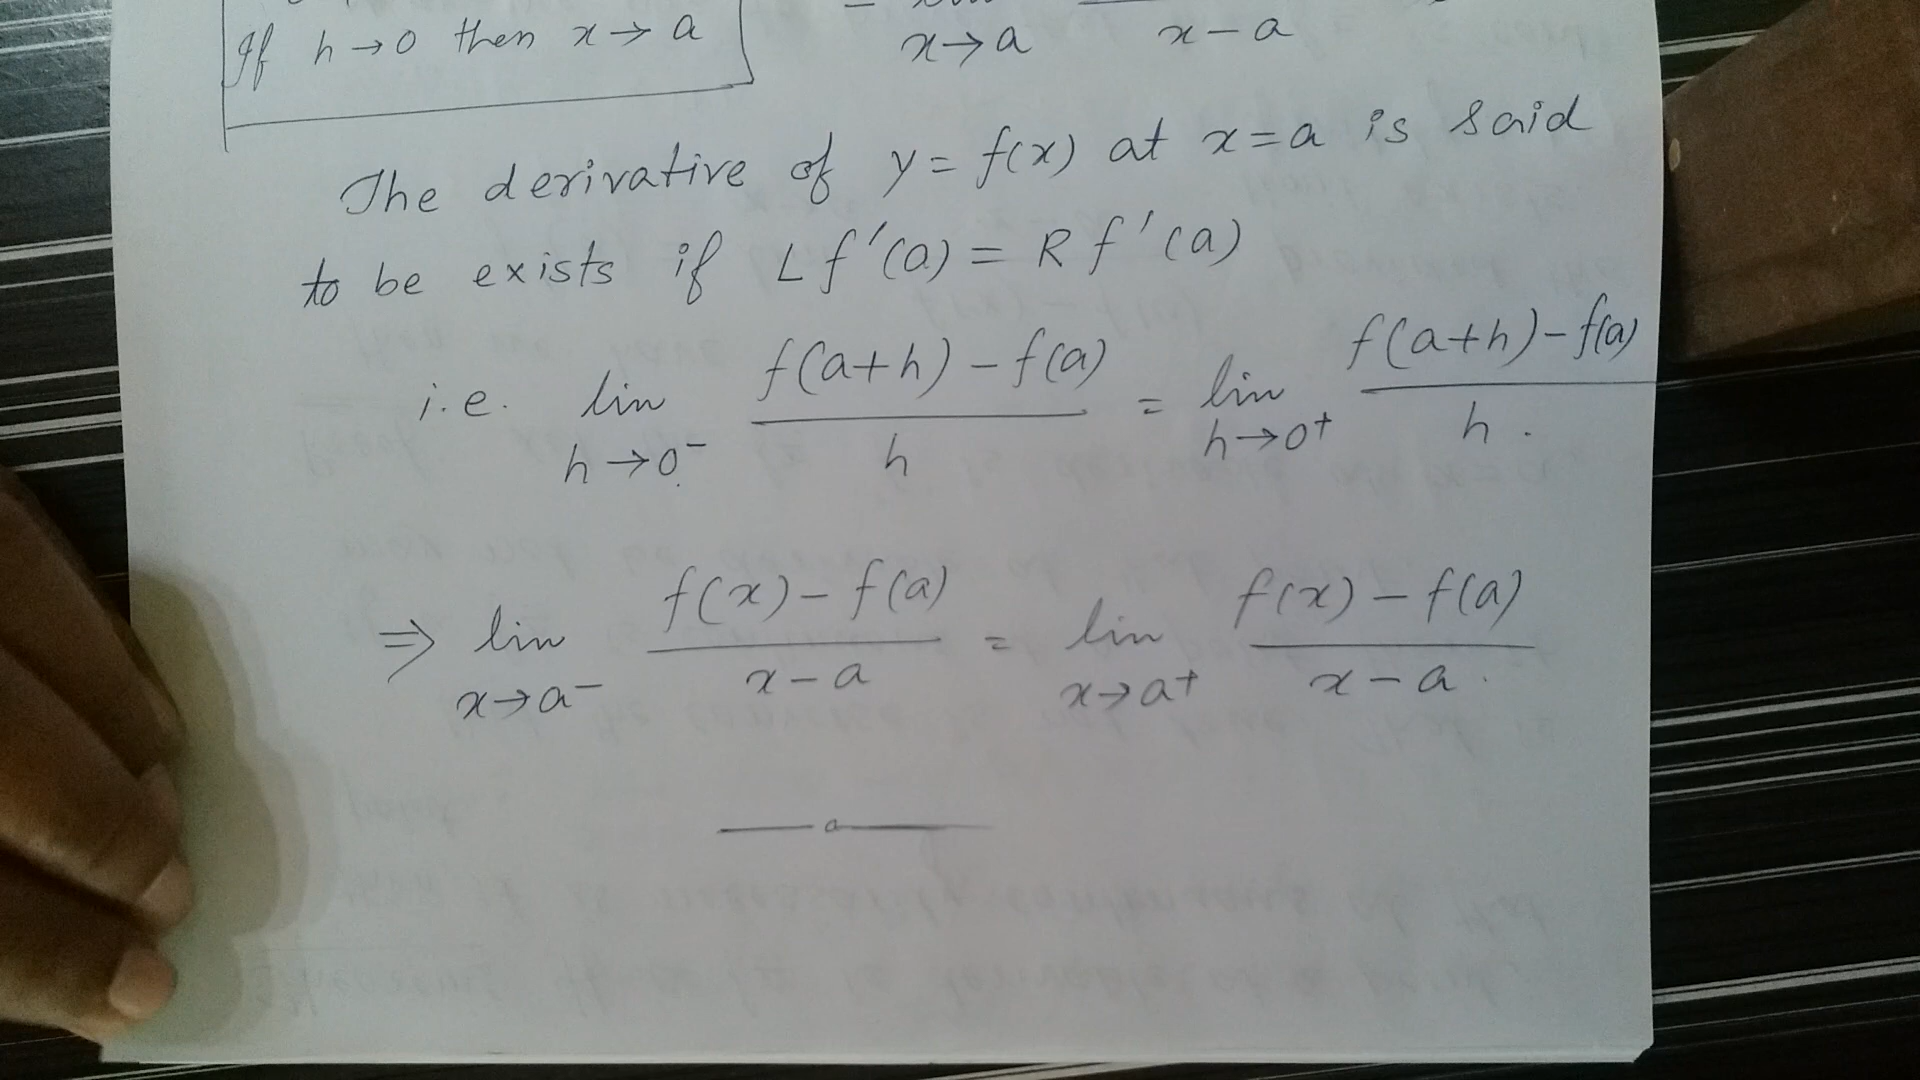 If h→0 then x→a
x→a x-a
The derivative of y=f(x) at x=a is said
to be exists if Lf'(a) = Rf'(a)
i.e. lim f(a+h)-f(a) = lim f(a+h)-f(a)
h→0⁻ h h→0⁺ h.
⇒ lim f(x)-f(a) = lim f(x)-f(a)
x→a⁻ x-a x→a⁺ x-a.